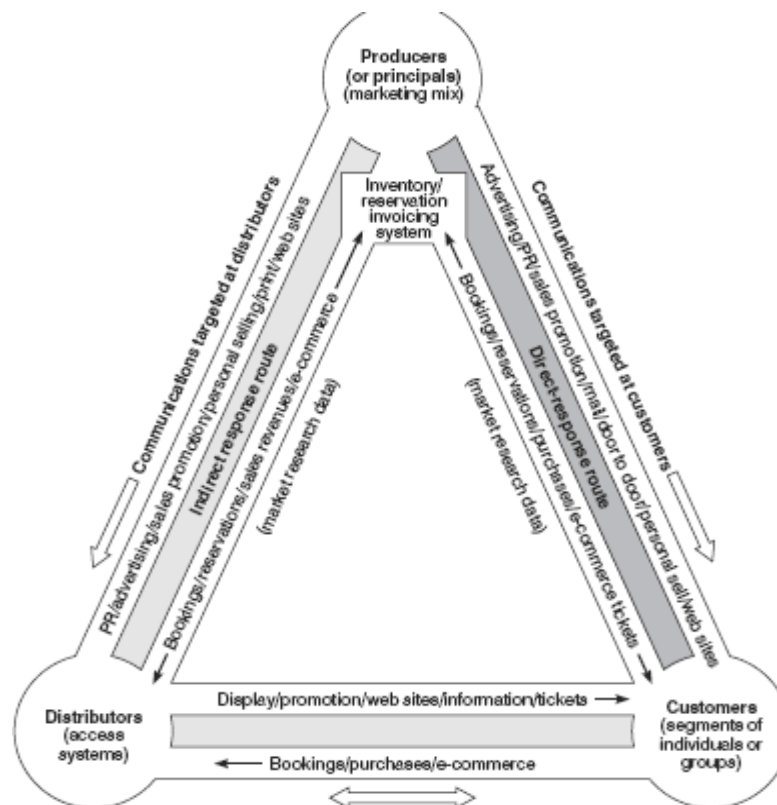 Producers
(or principals)
(marketing mix)
Inventory/
reservation
invoicing
system
Communications targeted at distributors
PR/advertising/sales promotion/personal selling/print/web sites
Indirect response route
Bookings/reservations/sales revenues/e-commerce
(market research data)
Communications targeted at customers
Advertising/PR/sales promotion/mail/door to door/personal sell/web sites
Direct-response route
Bookings/reservations/purchases/e-commerce tickets
(market research data)
Distributors
(access
systems)
Display/promotion/web sites/information/tickets
Bookings/purchases/e-commerce
Customers
(segments of
individuals or
groups)